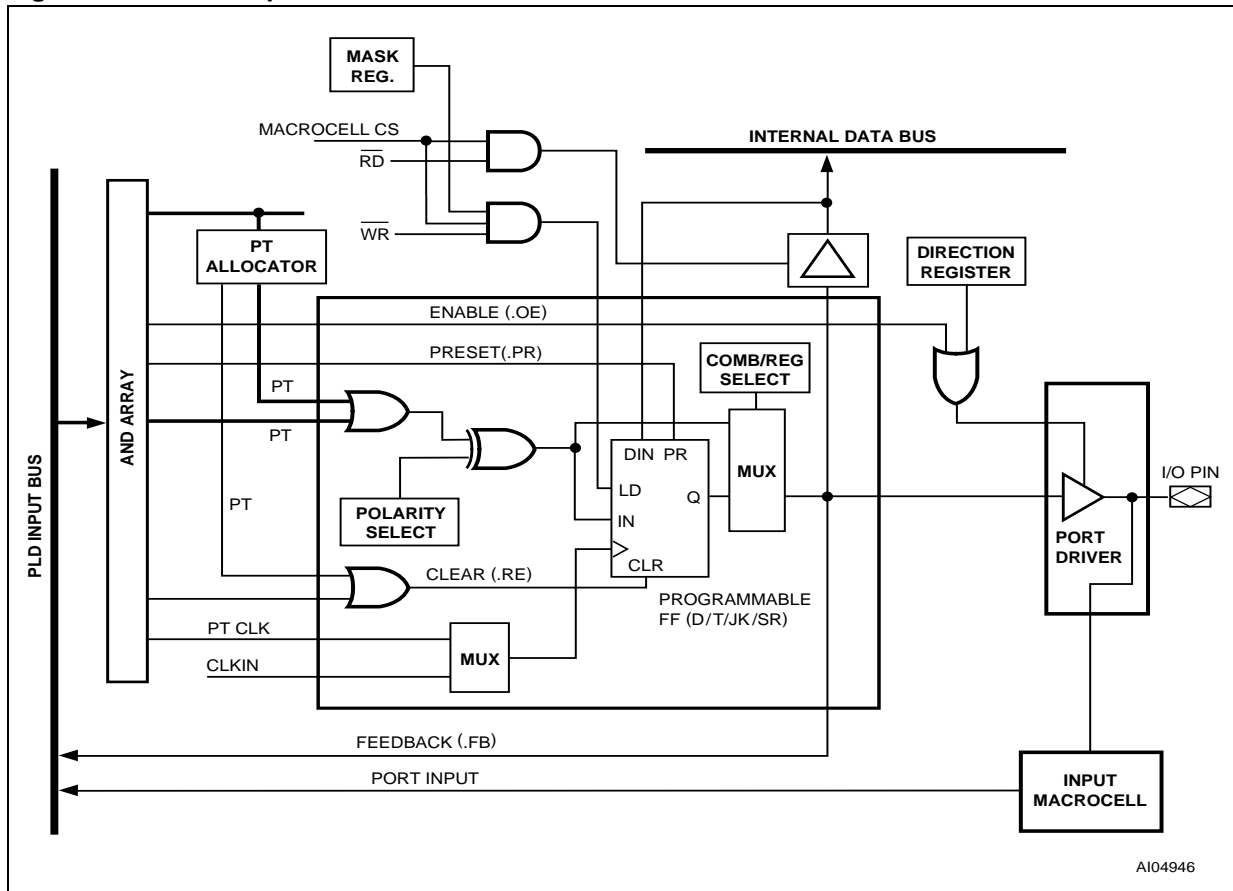 MASK
REG.
MACROCELL CS
RD
WR
INTERNAL DATA BUS
PT
ALLOCATOR
DIRECTION
REGISTER
ENABLE (.OE)
PRESET(.PR)
COMB/REG
SELECT
PT
PT
PT
AND ARRAY
PLD INPUT BUS
POLARITY
SELECT
DIN PR
LD
IN
Q
CLR
MUX
I/O PIN
PORT
DRIVER
CLEAR (.RE)
PROGRAMMABLE
FF (D/T/JK/SR)
PT CLK
CLKIN
MUX
FEEDBACK (.FB)
PORT INPUT
INPUT
MACROCELL
AI04946